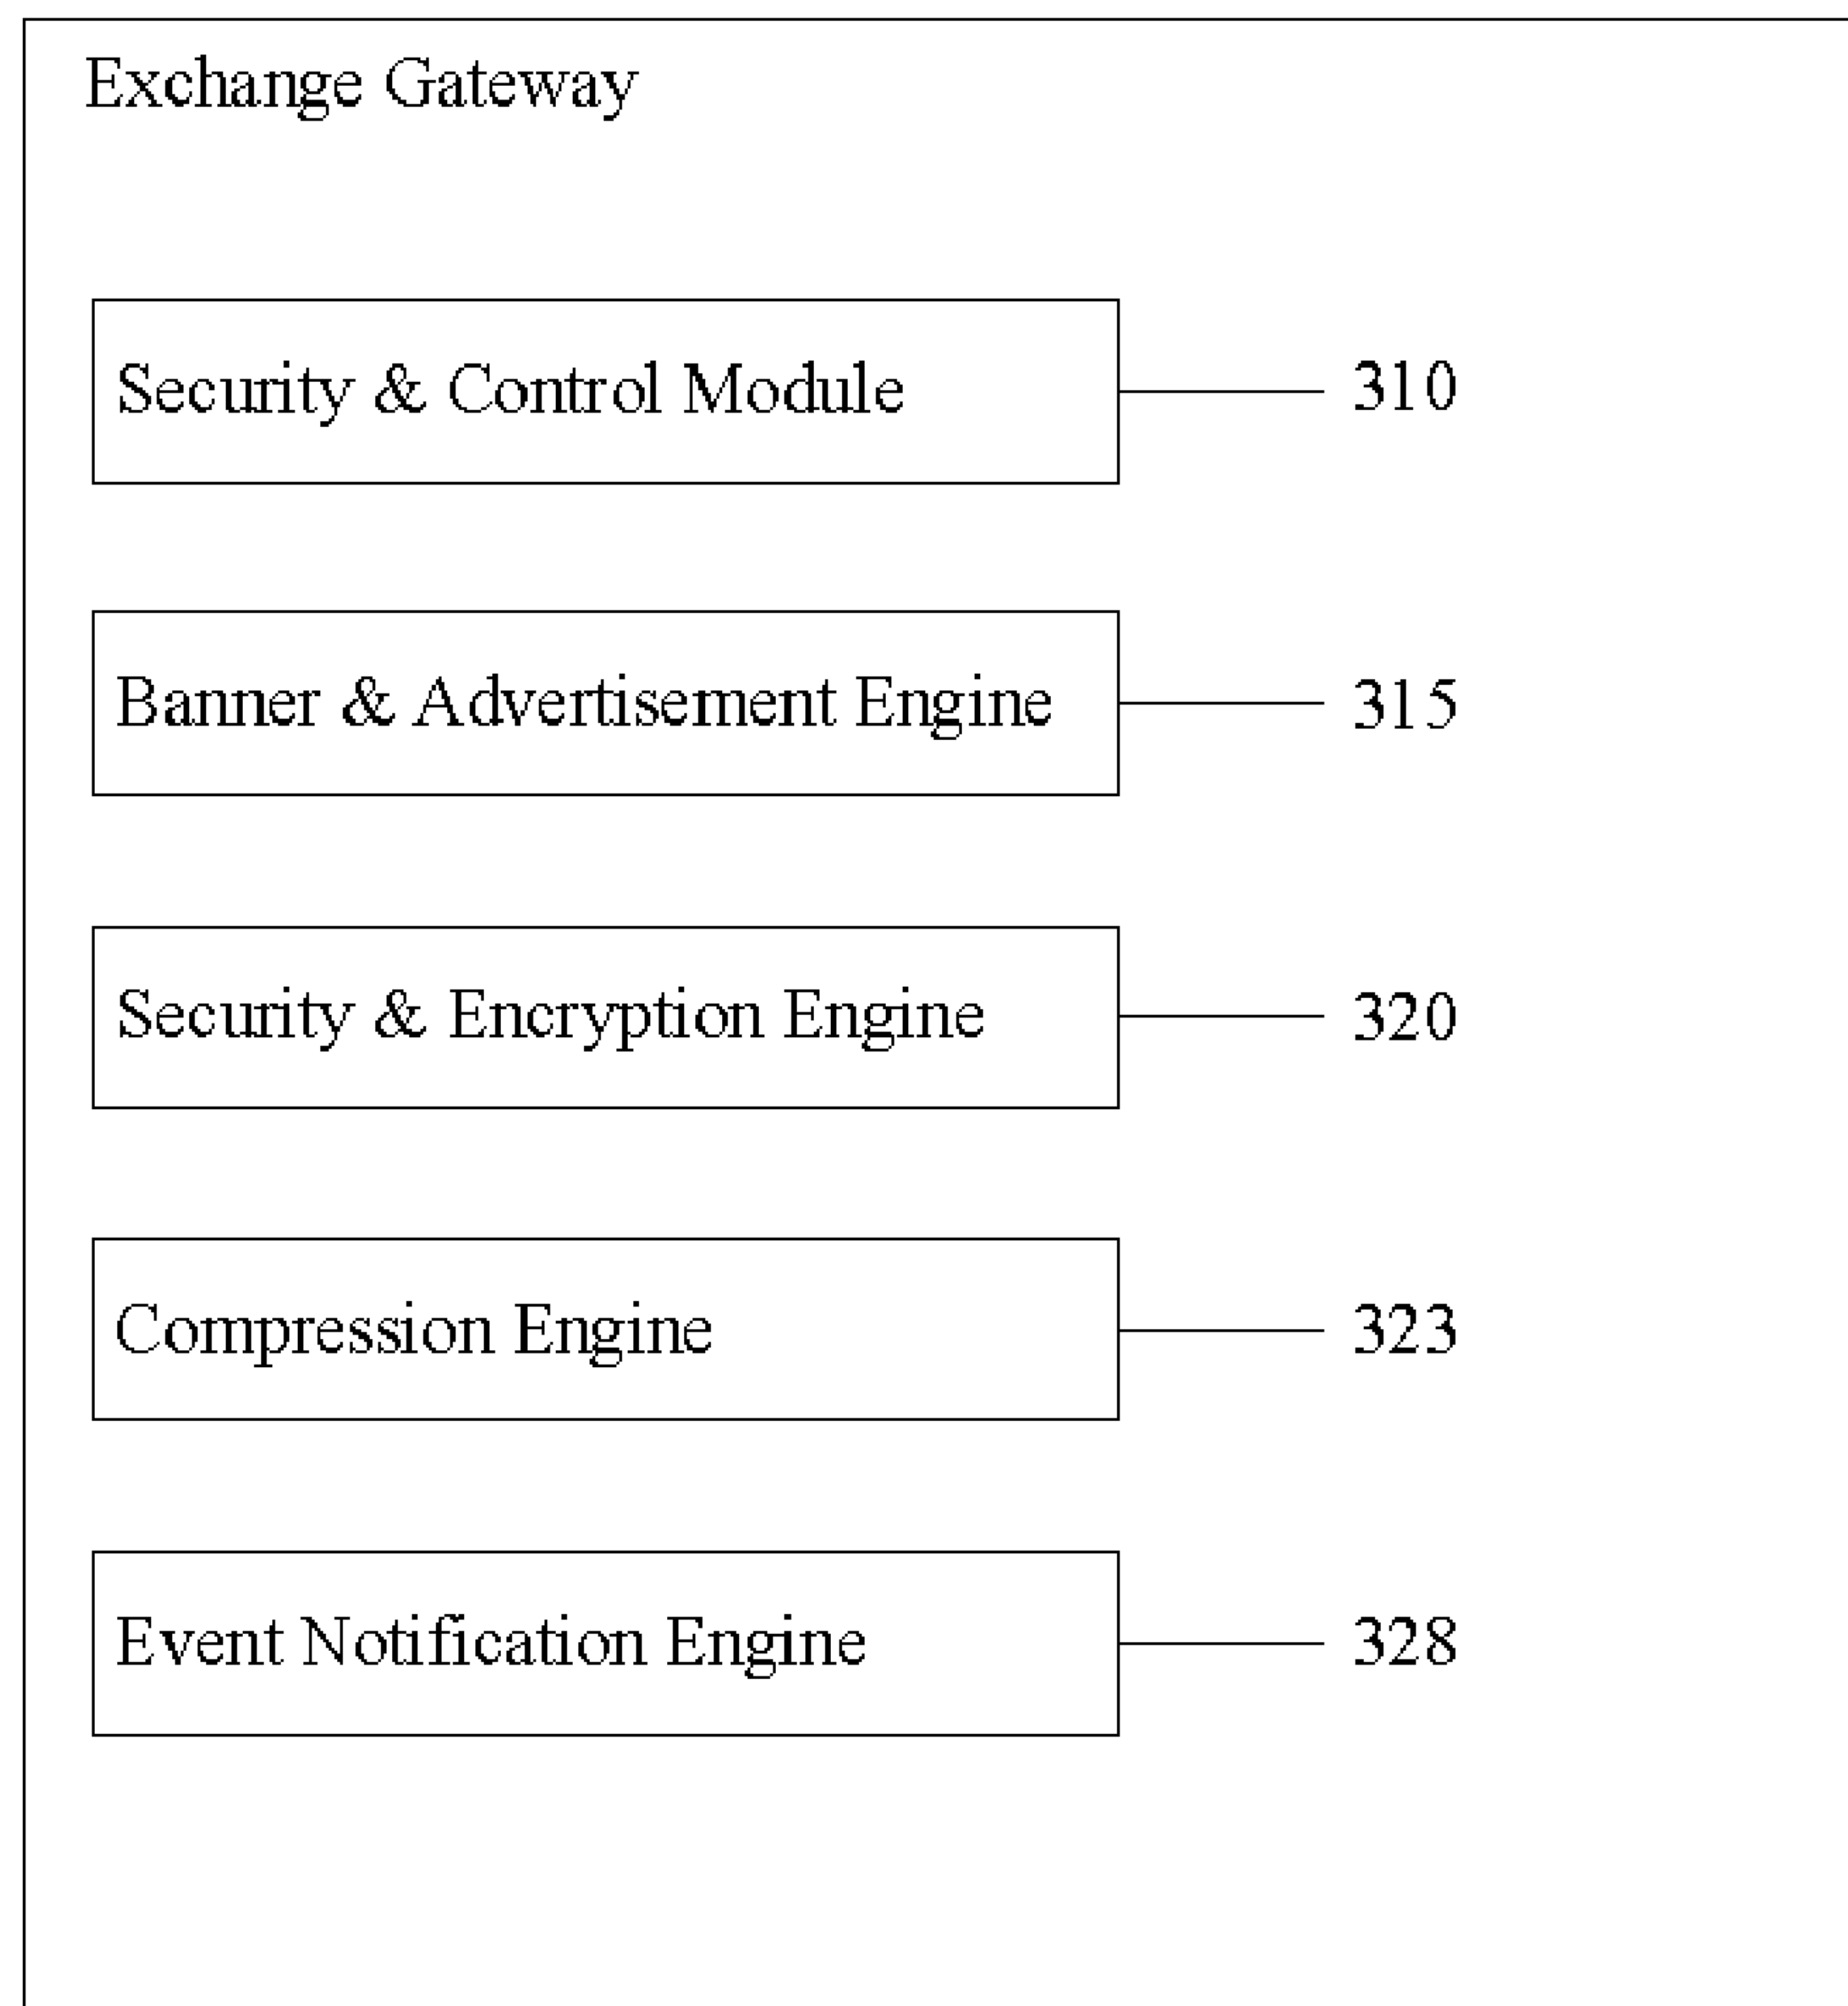 Exchange Gateway
Security & Control Module 310
Banner & Advertisement Engine 315
Security & Encryption Engine 320
Compression Engine 323
Event Notification Engine 328